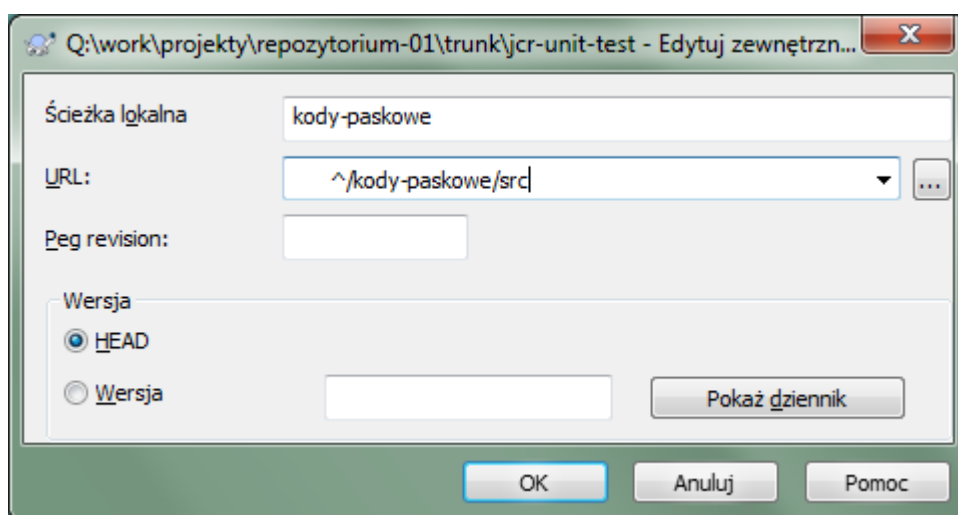 Q:\work\projekty\repozytorium-01\trunk\jcr-unit-test - Edytuj zewnętrzn...
Ścieżka lokalna kody-paskowe
URL: ^/kody-paskowe/src ...
Peg revision:
Wersja
HEAD
Wersja Pokaż dziennik
OK Anuluj Pomoc